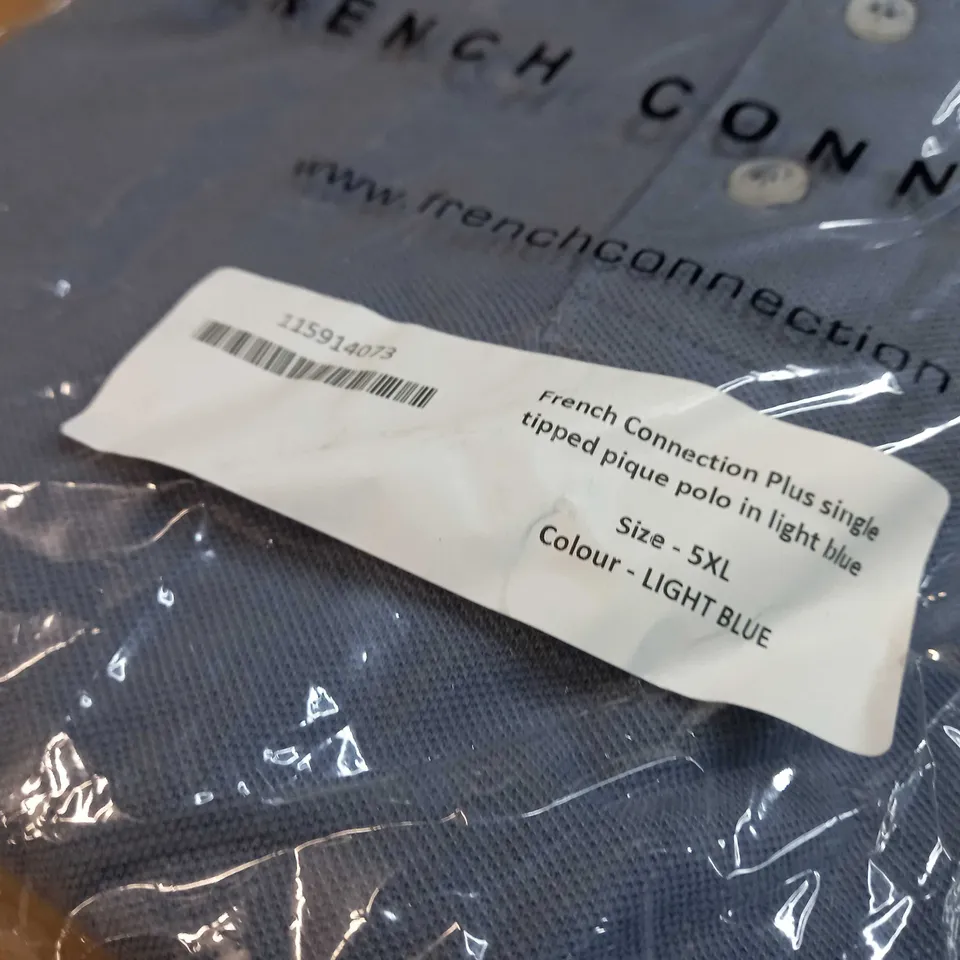 RENCH CONN
www.frenchconnection
115914073
French Connection Plus single
tipped pique polo in light blue
Size - 5XL
Colour - LIGHT BLUE